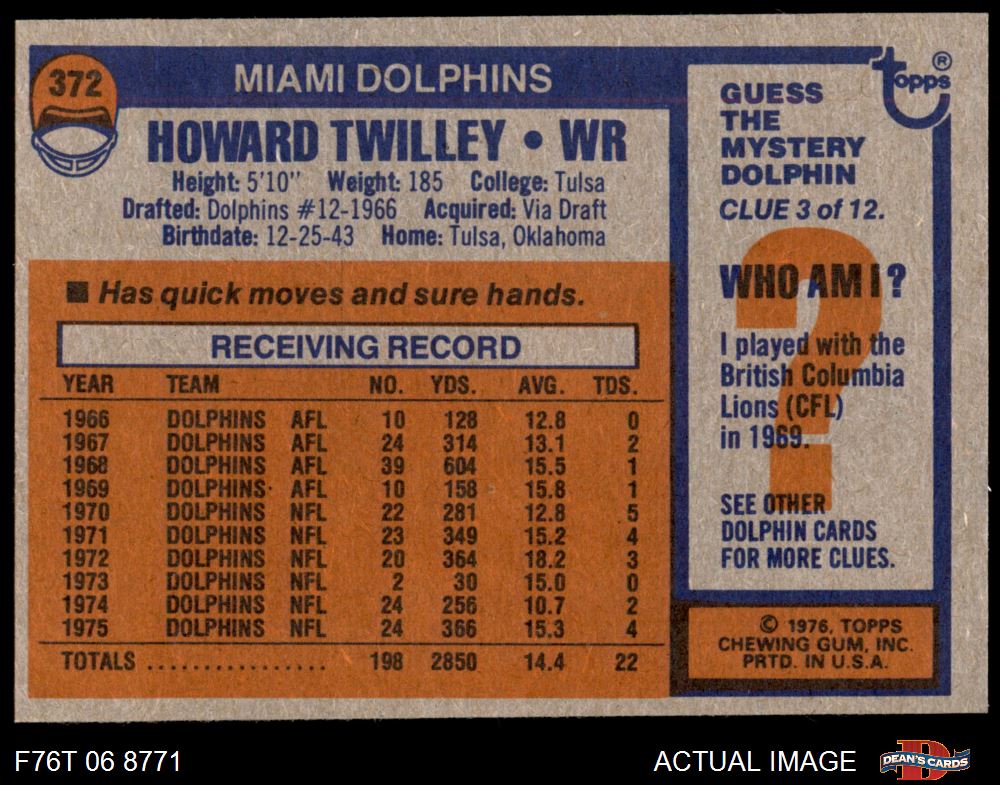 372
MIAMI DOLPHINS
HOWARD TWILLEY • WR
Height: 5'10" Weight: 185 College: Tulsa
Drafted: Dolphins #12-1966 Acquired: Via Draft
Birthdate: 12-25-43 Home: Tulsa, Oklahoma
■ Has quick moves and sure hands.
RECEIVING RECORD
YEAR TEAM NO. YDS. AVG. TDS.
1966 DOLPHINS AFL 10 128 12.8 0
1967 DOLPHINS AFL 24 314 13.1 2
1968 DOLPHINS AFL 39 604 15.5 1
1969 DOLPHINS AFL 10 158 15.8 1
1970 DOLPHINS NFL 22 281 12.8 5
1971 DOLPHINS NFL 23 349 15.2 4
1972 DOLPHINS NFL 20 364 18.2 3
1973 DOLPHINS NFL 2 30 15.0 0
1974 DOLPHINS NFL 24 256 10.7 2
1975 DOLPHINS NFL 24 366 15.3 4
TOTALS ................ 198 2850 14.4 22
topps ®
GUESS
THE
MYSTERY
DOLPHIN
CLUE 3 of 12.
?
WHO AM I?
I played with the
British Columbia
Lions (CFL)
in 1969.
SEE OTHER
DOLPHIN CARDS
FOR MORE CLUES.
© 1976, TOPPS
CHEWING GUM, INC.
PRTD. IN U.S.A.
F76T 06 8771
ACTUAL IMAGE
D
DEAN'S CARDS